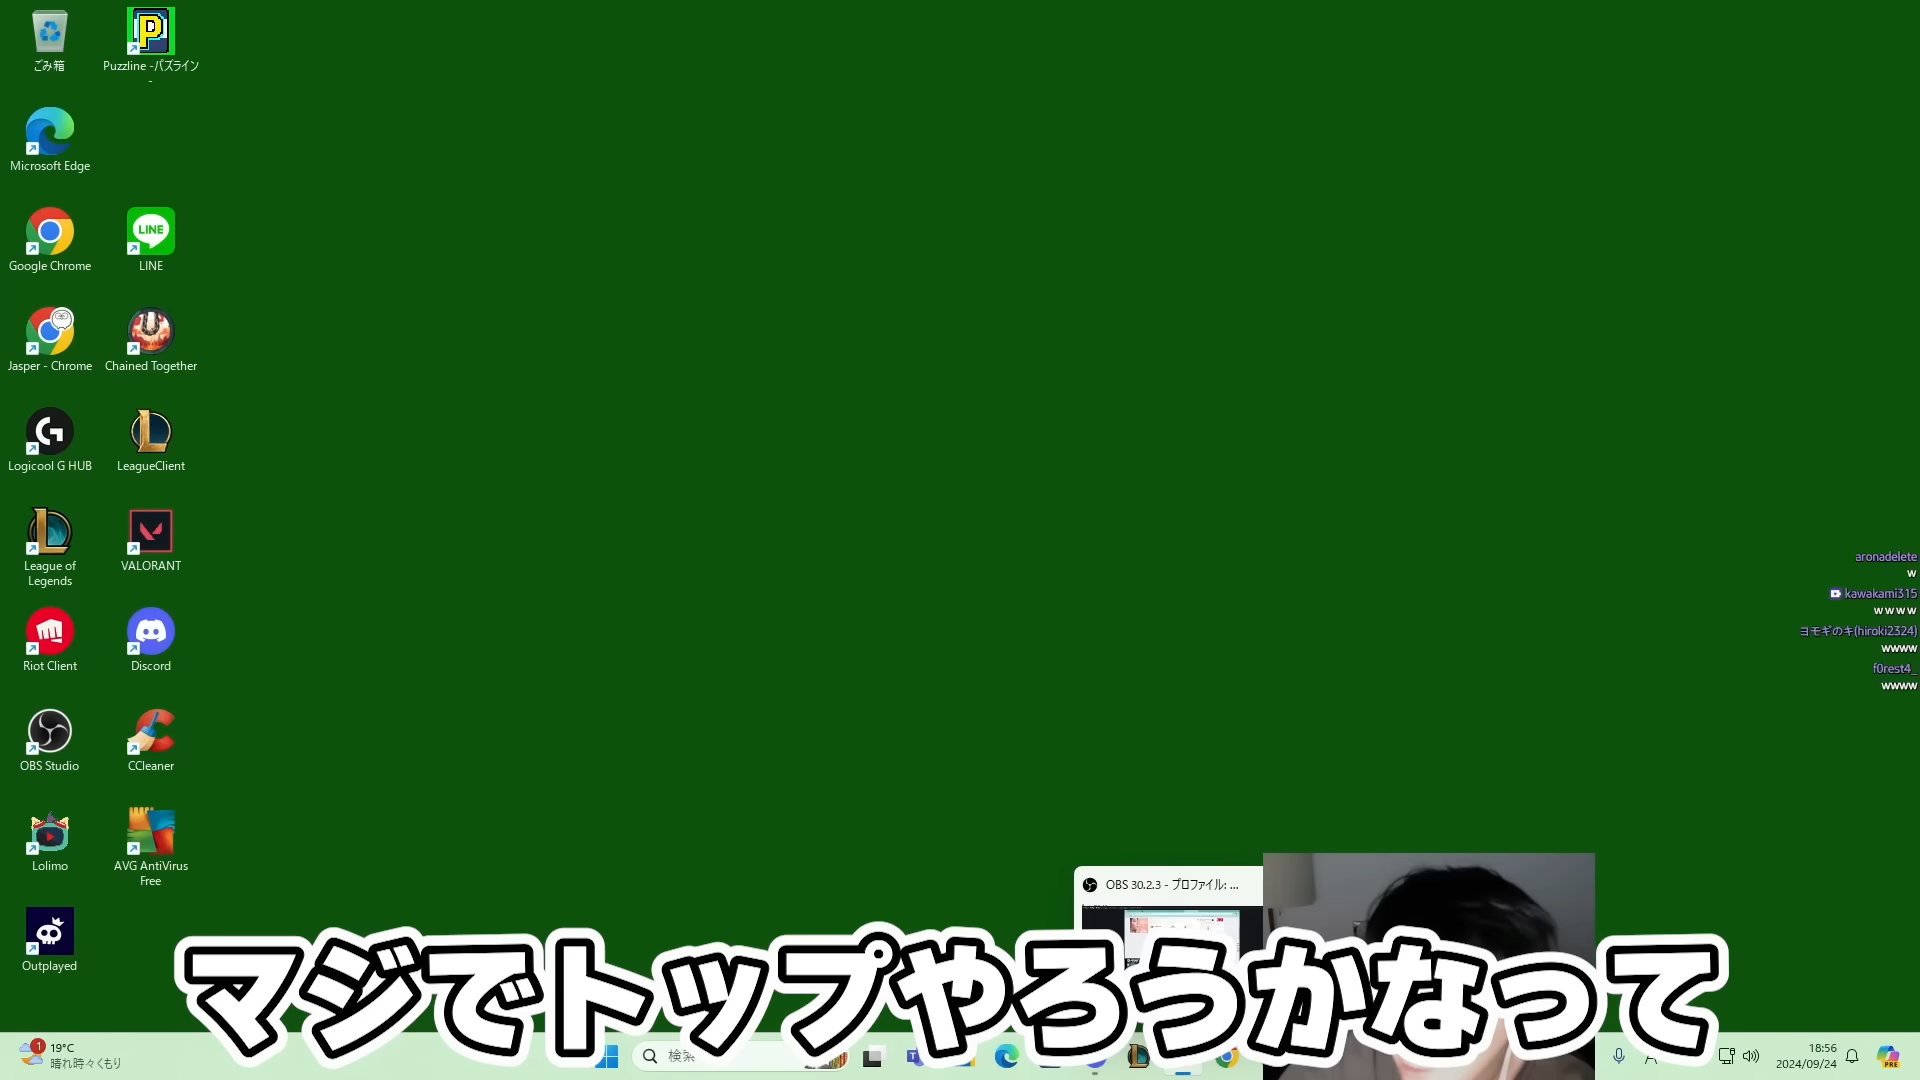 ごみ箱
Puzzline -パズライン
-
Microsoft Edge
Google Chrome
LINE
LINE
Jasper - Chrome
Chained Together
Logicool G HUB
LeagueClient
League of
Legends
VALORANT
Riot Client
Discord
OBS Studio
CCleaner
Lolimo
AVG AntiVirus
Free
Outplayed
aronadelete
w
kawakami315
wwww
ヨモギのキ(hiroki2324)
wwww
f0rest4_
wwww
OBS 30.2.3 - プロファイル: ...
マジでトップやろうかなって
1
19°C
晴れ時々くもり
検索
18:56
2024/09/24
PRE